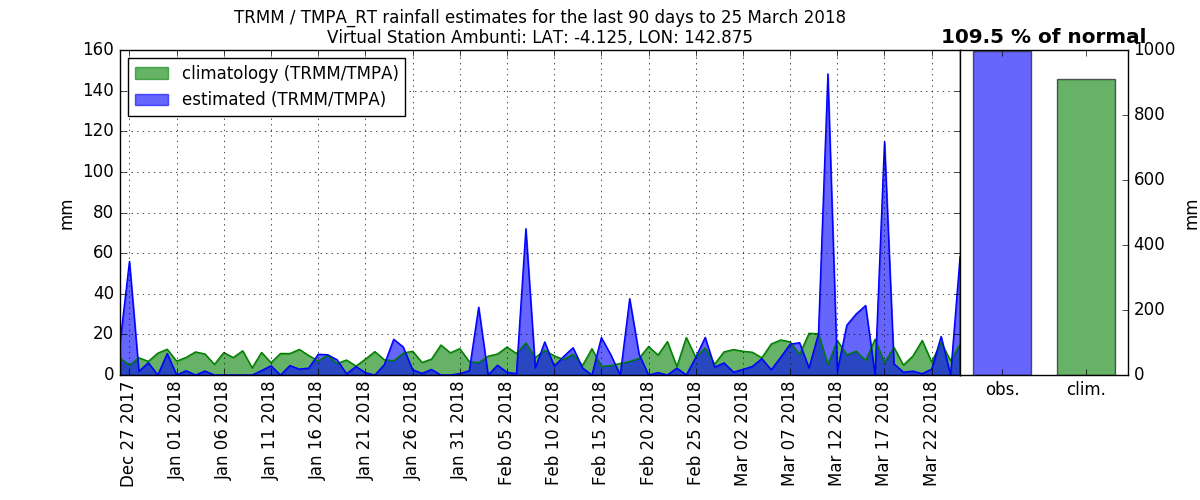 TRMM / TMPA_RT rainfall estimates for the last 90 days to 25 March 2018
Virtual Station Ambunti: LAT: -4.125, LON: 142.875
109.5 % of normal
climatology (TRMM/TMPA)
estimated (TRMM/TMPA)
mm
160
140
120
100
80
60
40
20
0
Dec 27 2017
Jan 01 2018
Jan 06 2018
Jan 11 2018
Jan 16 2018
Jan 21 2018
Jan 26 2018
Jan 31 2018
Feb 05 2018
Feb 10 2018
Feb 15 2018
Feb 20 2018
Feb 25 2018
Mar 02 2018
Mar 07 2018
Mar 12 2018
Mar 17 2018
Mar 22 2018
obs.
clim.
1000
800
600
400
200
0
mm